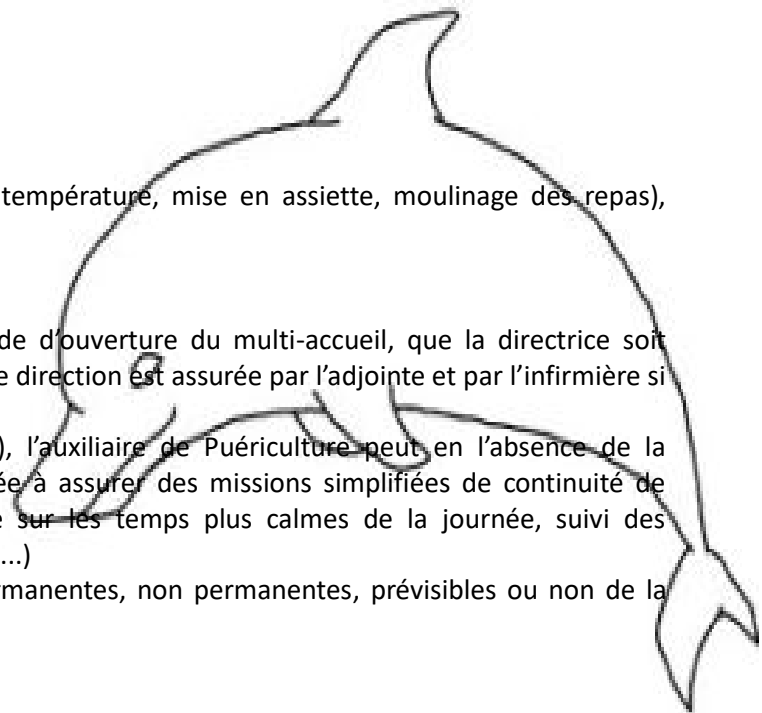 température, mise en assiette, moulinage des repas),
de d’ouverture du multi-accueil, que la directrice soit
e direction est assurée par l’adjointe et par l’infirmière si
), l’auxiliaire de Puériculture peut en l’absence de la
ée à assurer des missions simplifiées de continuité de
e sur les temps plus calmes de la journée, suivi des
...)
rmanentes, non permanentes, prévisibles ou non de la